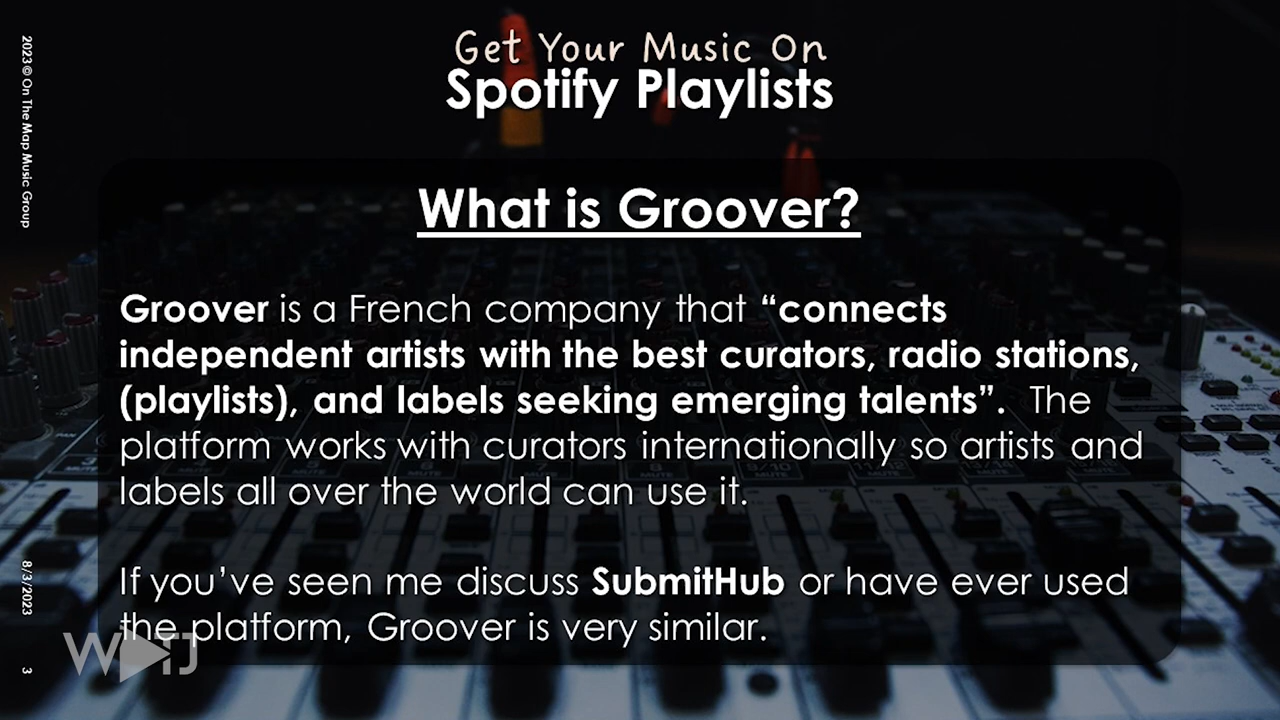 Get Your Music On
Spotify Playlists
What is Groover?
Groover is a French company that “connects
independent artists with the best curators, radio stations,
(playlists), and labels seeking emerging talents”.  The
platform works with curators internationally so artists and
labels all over the world can use it.
If you’ve seen me discuss SubmitHub or have ever used
the platform, Groover is very similar.
2023 © On The Map Music Group
8/3/2023
3